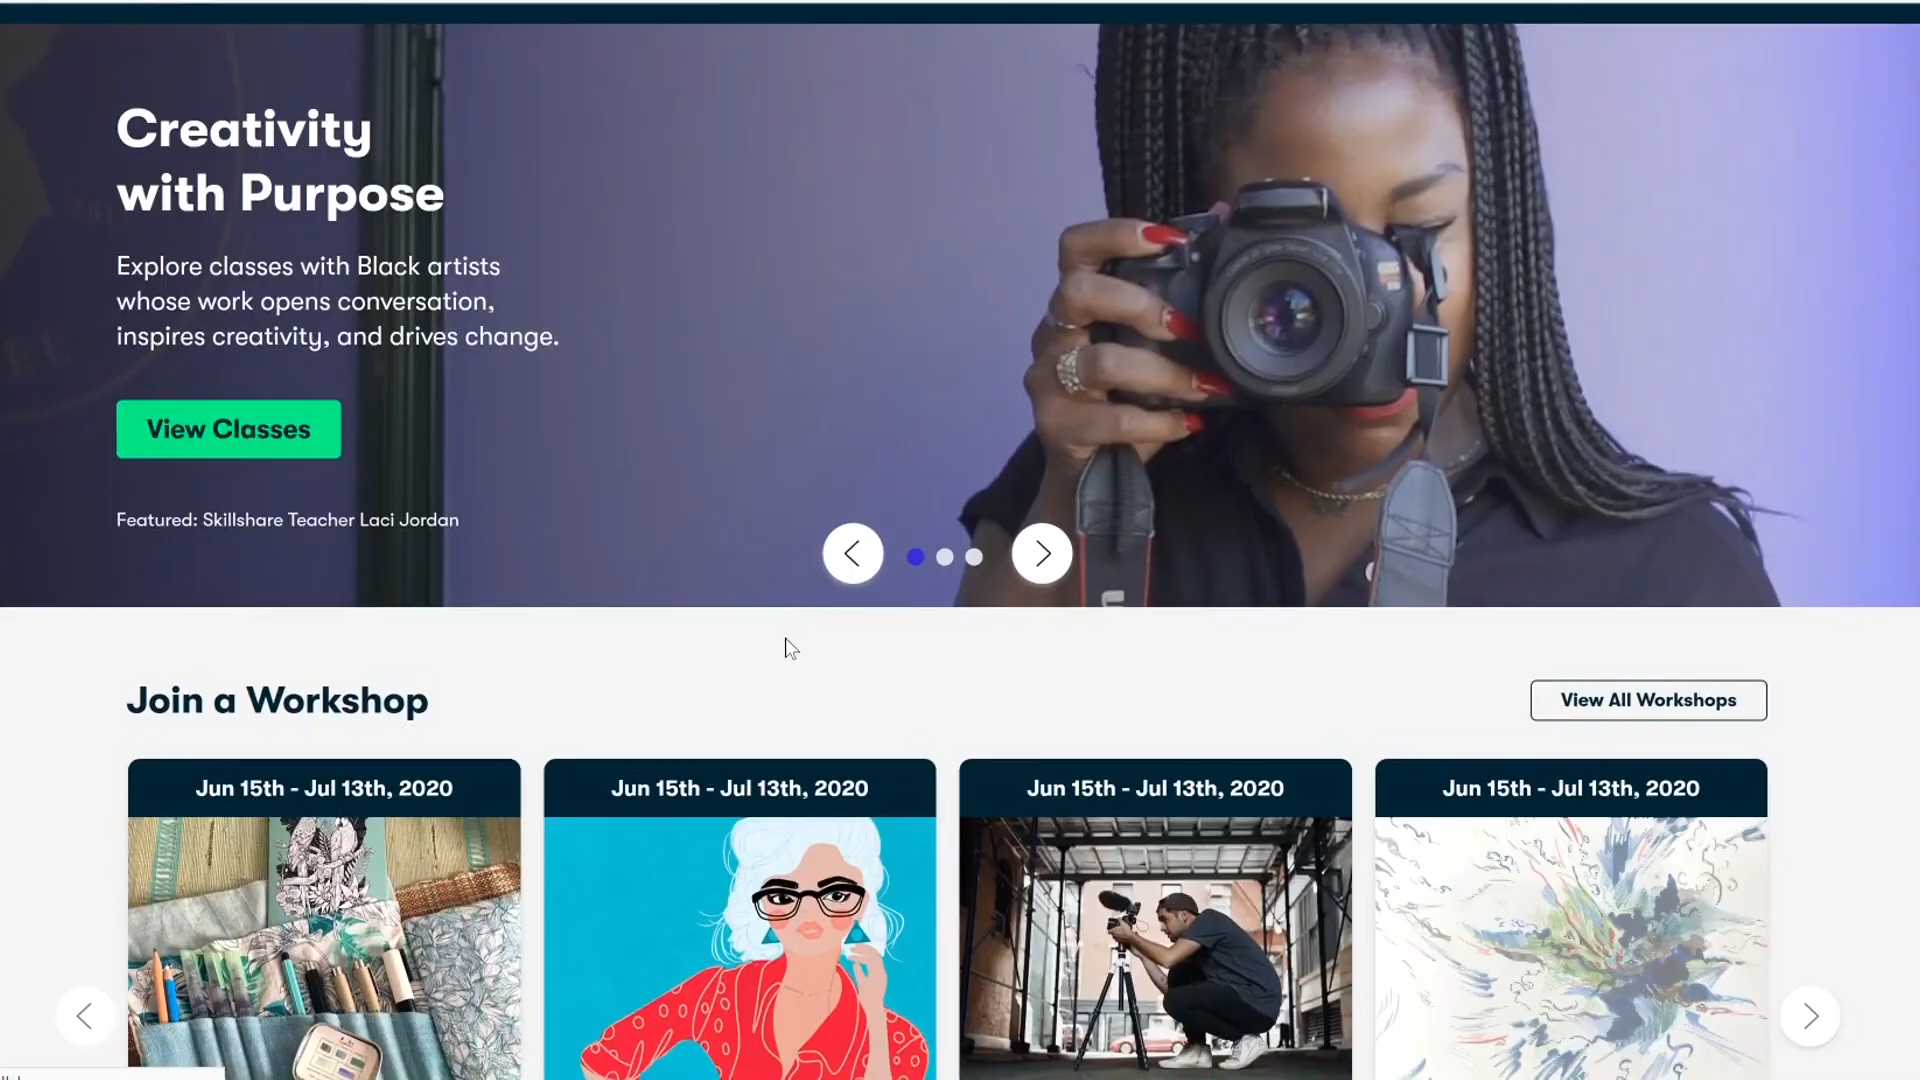 Creativity
with Purpose
Explore classes with Black artists
whose work opens conversation,
inspires creativity, and drives change.
View Classes
Featured: Skillshare Teacher Laci Jordan
Join a Workshop
View All Workshops
Jun 15th - Jul 13th, 2020
Jun 15th - Jul 13th, 2020
Jun 15th - Jul 13th, 2020
Jun 15th - Jul 13th, 2020